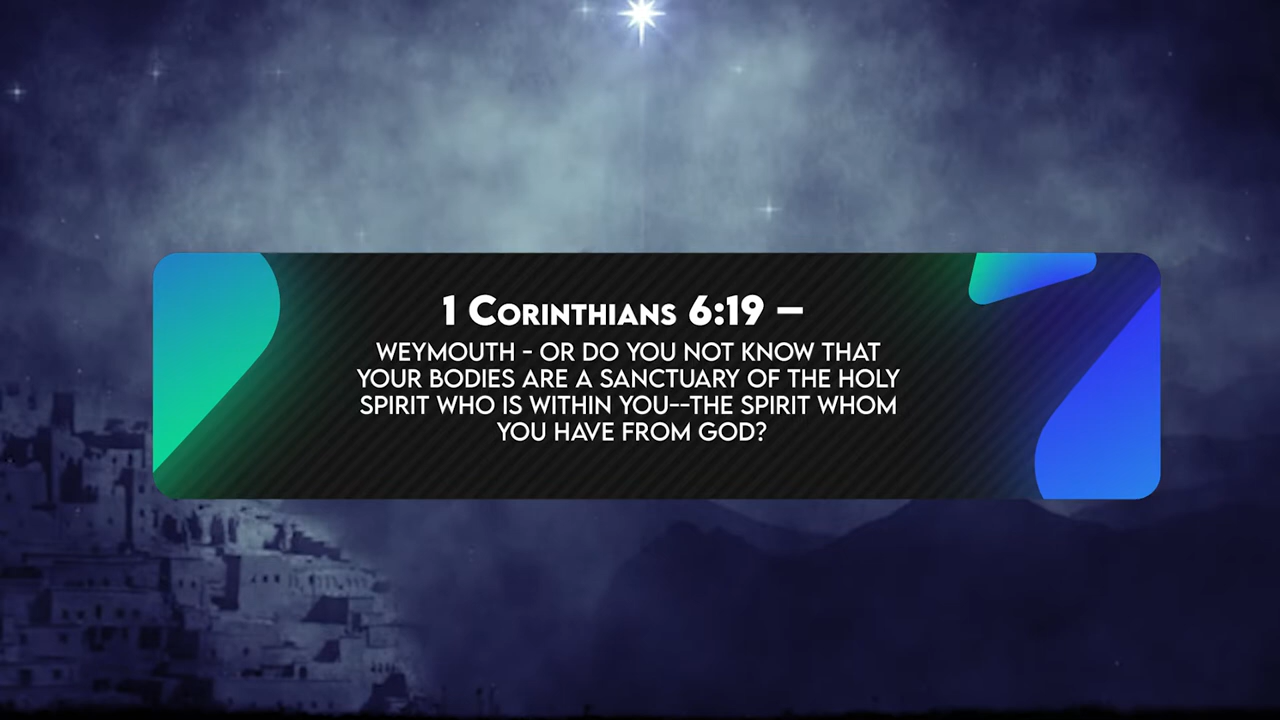 1 Corinthians 6:19 –
WEYMOUTH - OR DO YOU NOT KNOW THAT
YOUR BODIES ARE A SANCTUARY OF THE HOLY
SPIRIT WHO IS WITHIN YOU--THE SPIRIT WHOM
YOU HAVE FROM GOD?